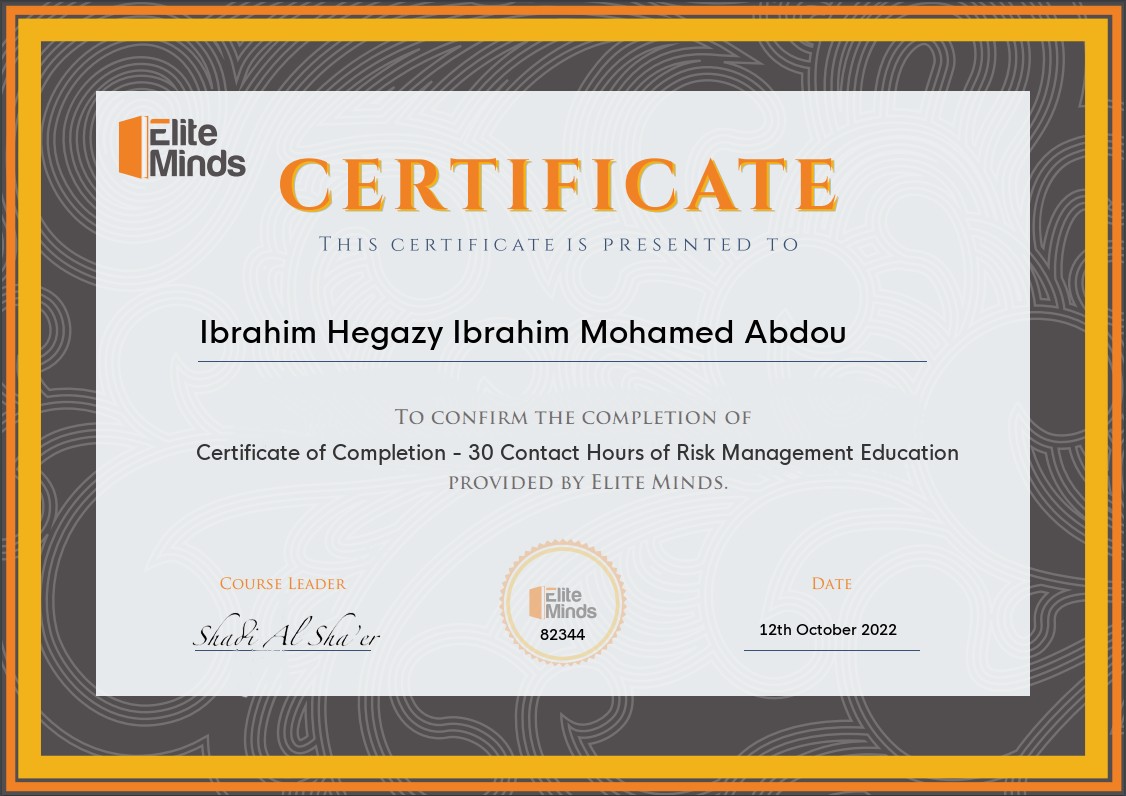 Elite
Minds
CERTIFICATE
THIS CERTIFICATE IS PRESENTED TO
Ibrahim Hegazy Ibrahim Mohamed Abdou
TO CONFIRM THE COMPLETION OF
Certificate of Completion - 30 Contact Hours of Risk Management Education
PROVIDED BY ELITE MINDS.
COURSE LEADER
Shadi Al Sha'er
Elite
Minds
82344
DATE
12th October 2022